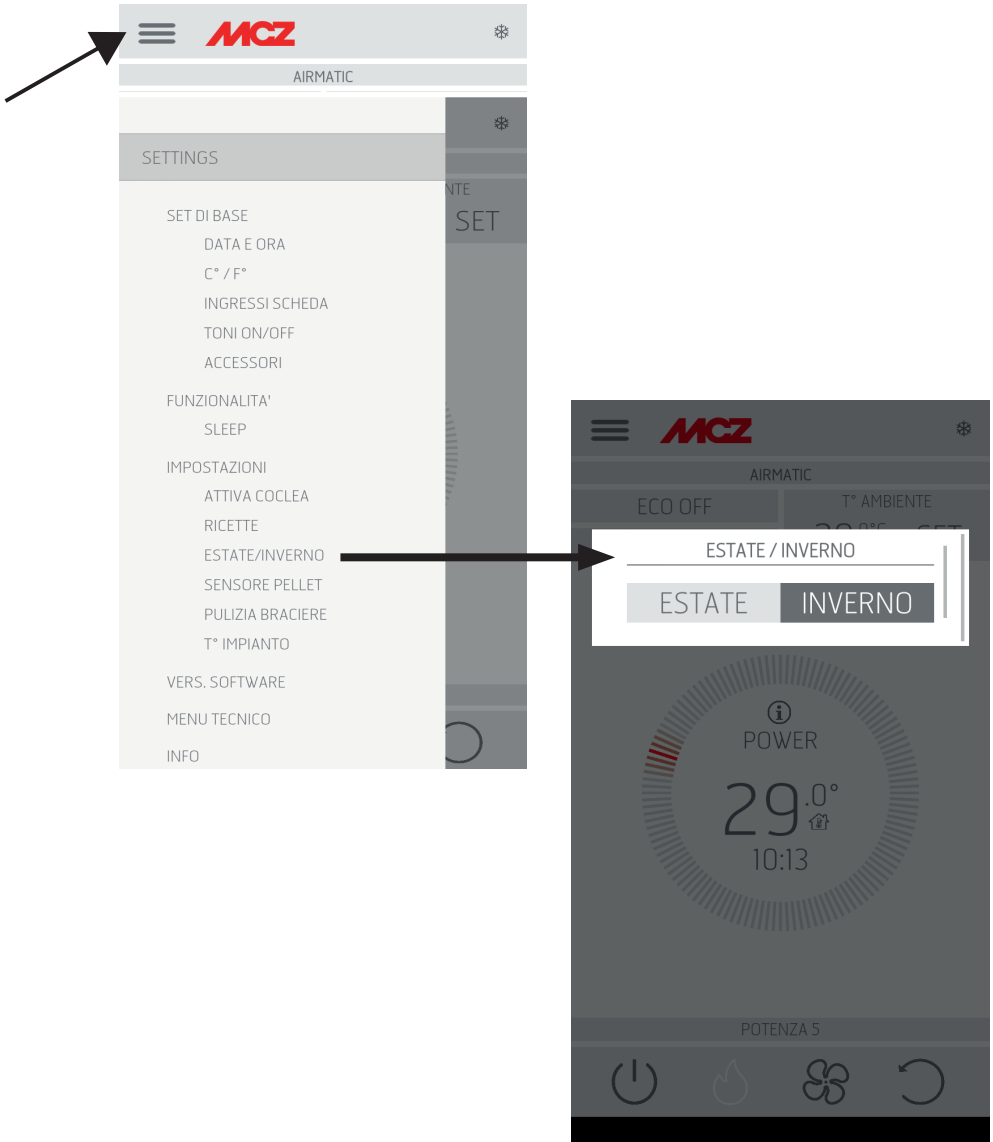 MCZ
AIRMATIC
SETTINGS
NTE
SET
SET DI BASE
DATA E ORA
C° / F°
INGRESSI SCHEDA
TONI ON/OFF
ACCESSORI
FUNZIONALITA'
SLEEP
IMPOSTAZIONI
ATTIVA COCLEA
RICETTE
ESTATE/INVERNO
SENSORE PELLET
PULIZIA BRACIERE
T° IMPIANTO
VERS. SOFTWARE
MENU TECNICO
INFO
MCZ
AIRMATIC
ECO OFF
T° AMBIENTE
ESTATE / INVERNO
ESTATE INVERNO
POWER
29.0°
10:13
POTENZA 5